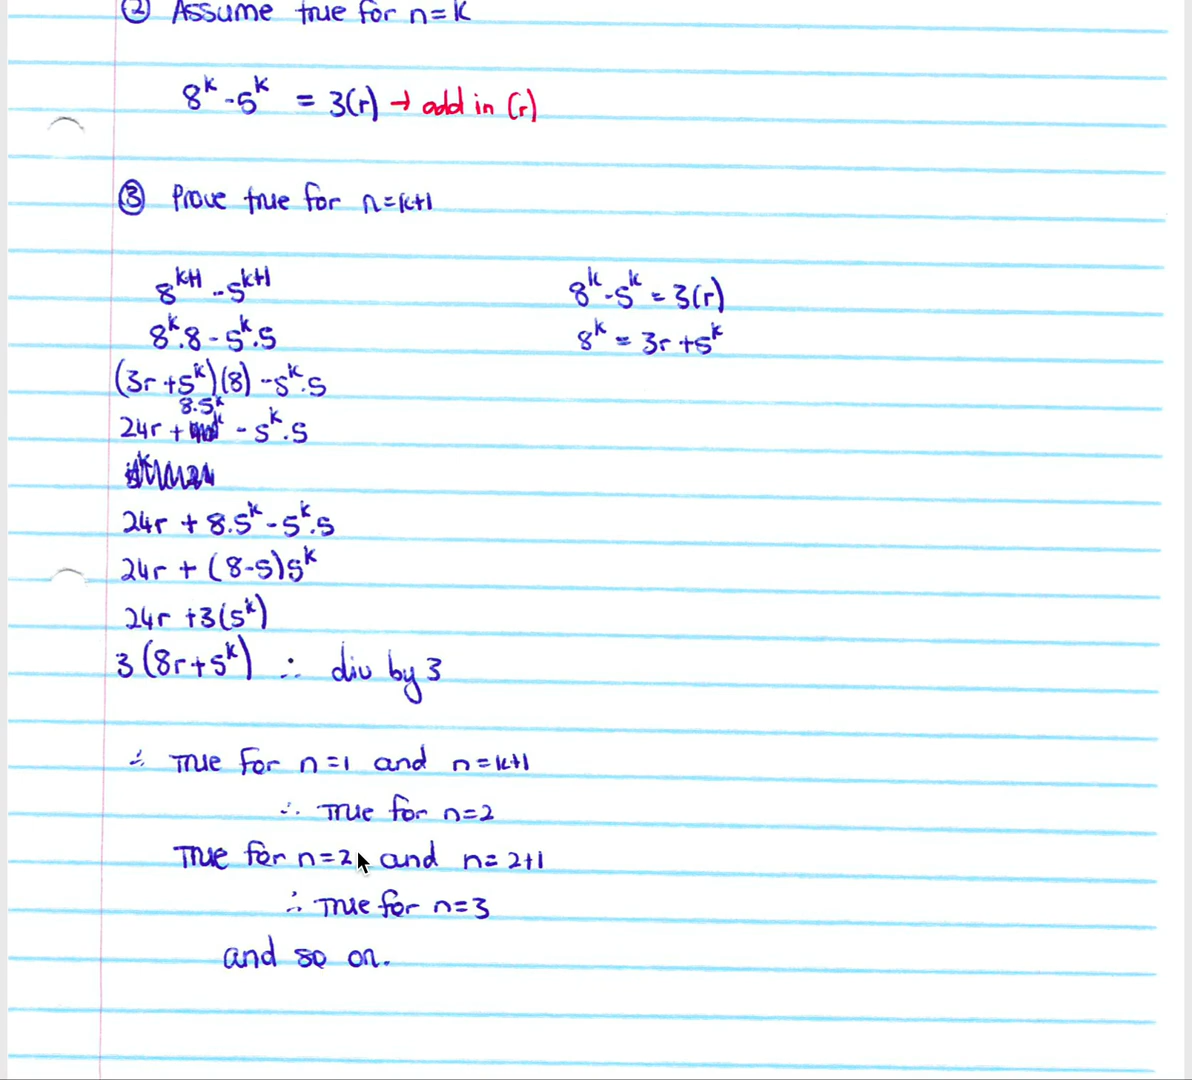 ② Assume true for n=k
8^k - 5^k = 3(r) → add in (r)
③ Prove true for n=k+1
8^{k+1} - 5^{k+1}
8^k.8 - 5^k.5
(3r + 5^k)(8) - 5^k.5
8.5^k
24r + - 5^k.5
24r + 8.5^k - 5^k.5
24r + (8-5)5^k
24r + 3(5^k)
3(8r + 5^k) ∴ div by 3
8^k - 5^k = 3(r)
8^k = 3r + 5^k
∴ True for n=1 and n=k+1
∴ True for n=2
True for n=2 and n=2+1
∴ True for n=3
and so on.